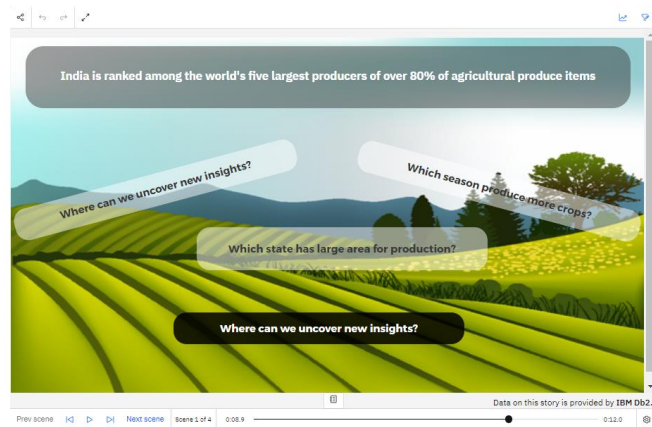 India is ranked among the world's five largest producers of over 80% of agricultural produce items
Where can we uncover new insights?
Which season produce more crops?
Which state has large area for production?
Where can we uncover new insights?
Data on this story is provided by IBM Db2.
Prev scene
Next scene
Scene 1 of 4
0:08.9
0:12.0